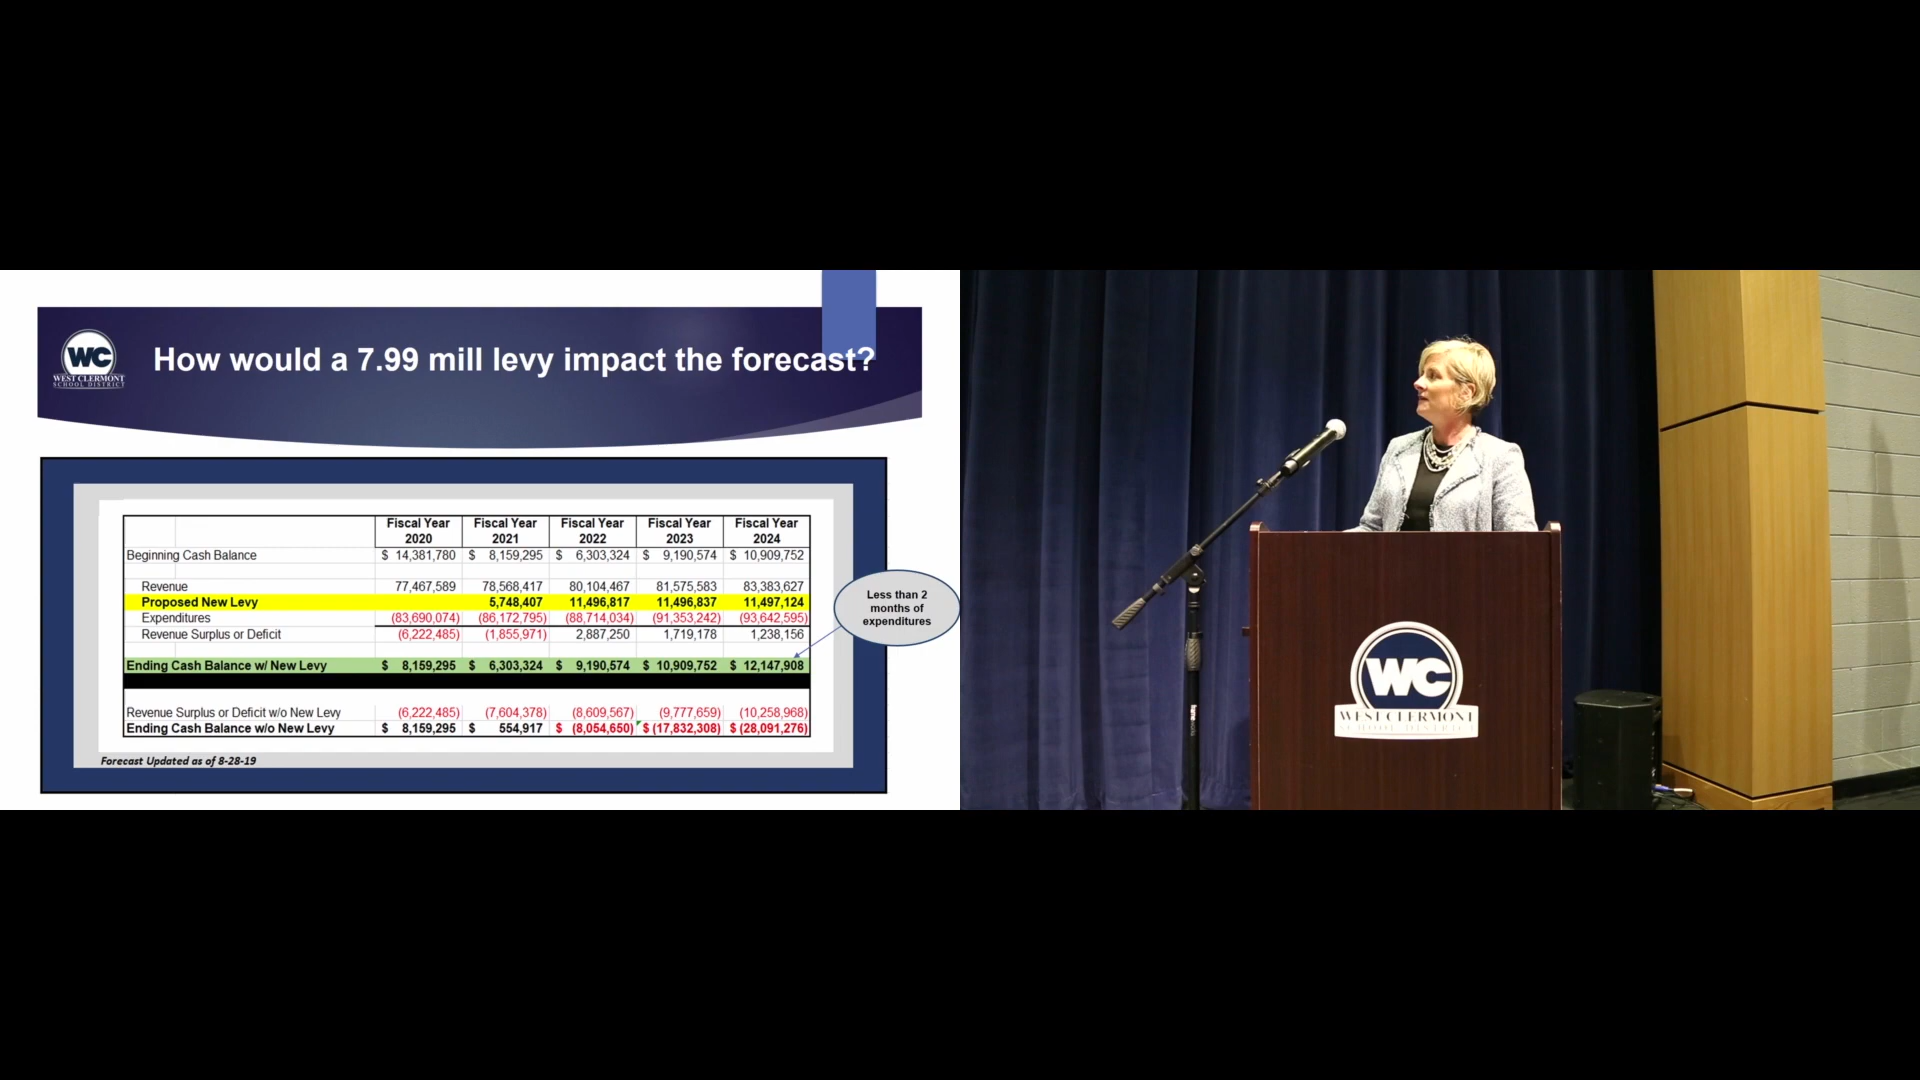 WC
WEST CLERMONT
SCHOOL DISTRICT
How would a 7.99 mill levy impact the forecast?
Fiscal Year 2020 Fiscal Year 2021 Fiscal Year 2022 Fiscal Year 2023 Fiscal Year 2024
Beginning Cash Balance $ 14,381,780 $ 8,159,295 $ 6,303,324 $ 9,190,574 $ 10,909,752
Revenue 77,467,589 78,568,417 80,104,467 81,575,583 83,383,627
Proposed New Levy 5,748,407 11,496,817 11,496,837 11,497,124
Expenditures (83,690,074) (86,172,795) (88,714,034) (91,353,242) (93,642,595)
Revenue Surplus or Deficit (6,222,485) (1,855,971) 2,887,250 1,719,178 1,238,156
Ending Cash Balance w/ New Levy $ 8,159,295 $ 6,303,324 $ 9,190,574 $ 10,909,752 $ 12,147,908
Revenue Surplus or Deficit w/o New Levy (6,222,485) (7,604,378) (8,609,567) (9,777,659) (10,258,968)
Ending Cash Balance w/o New Levy $ 8,159,295 $ 554,917 $ (8,054,650) $ (17,832,308) $ (28,091,276)
Less than 2
months of
expenditures
Forecast Updated as of 8-28-19
WC
WEST CLERMONT
SCHOOL DISTRICT